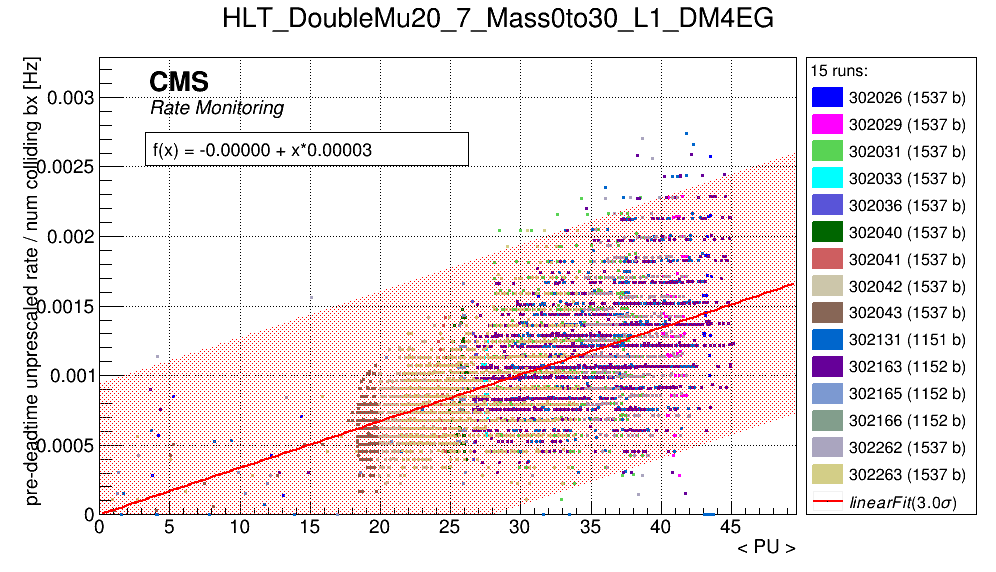 HLT_DoubleMu20_7_Mass0to30_L1_DM4EG
pre-deadtime unprescaled rate / num colliding bx [Hz]
CMS
Rate Monitoring
f(x) = -0.00000 + x*0.00003
0.003
0.0025
0.002
0.0015
0.001
0.0005
0
0 5 10 15 20 25 30 35 40 45
< PU >
15 runs:
302026 (1537 b)
302029 (1537 b)
302031 (1537 b)
302033 (1537 b)
302036 (1537 b)
302040 (1537 b)
302041 (1537 b)
302042 (1537 b)
302043 (1537 b)
302131 (1151 b)
302163 (1152 b)
302165 (1152 b)
302166 (1152 b)
302262 (1537 b)
302263 (1537 b)
linearFit(3.0σ)